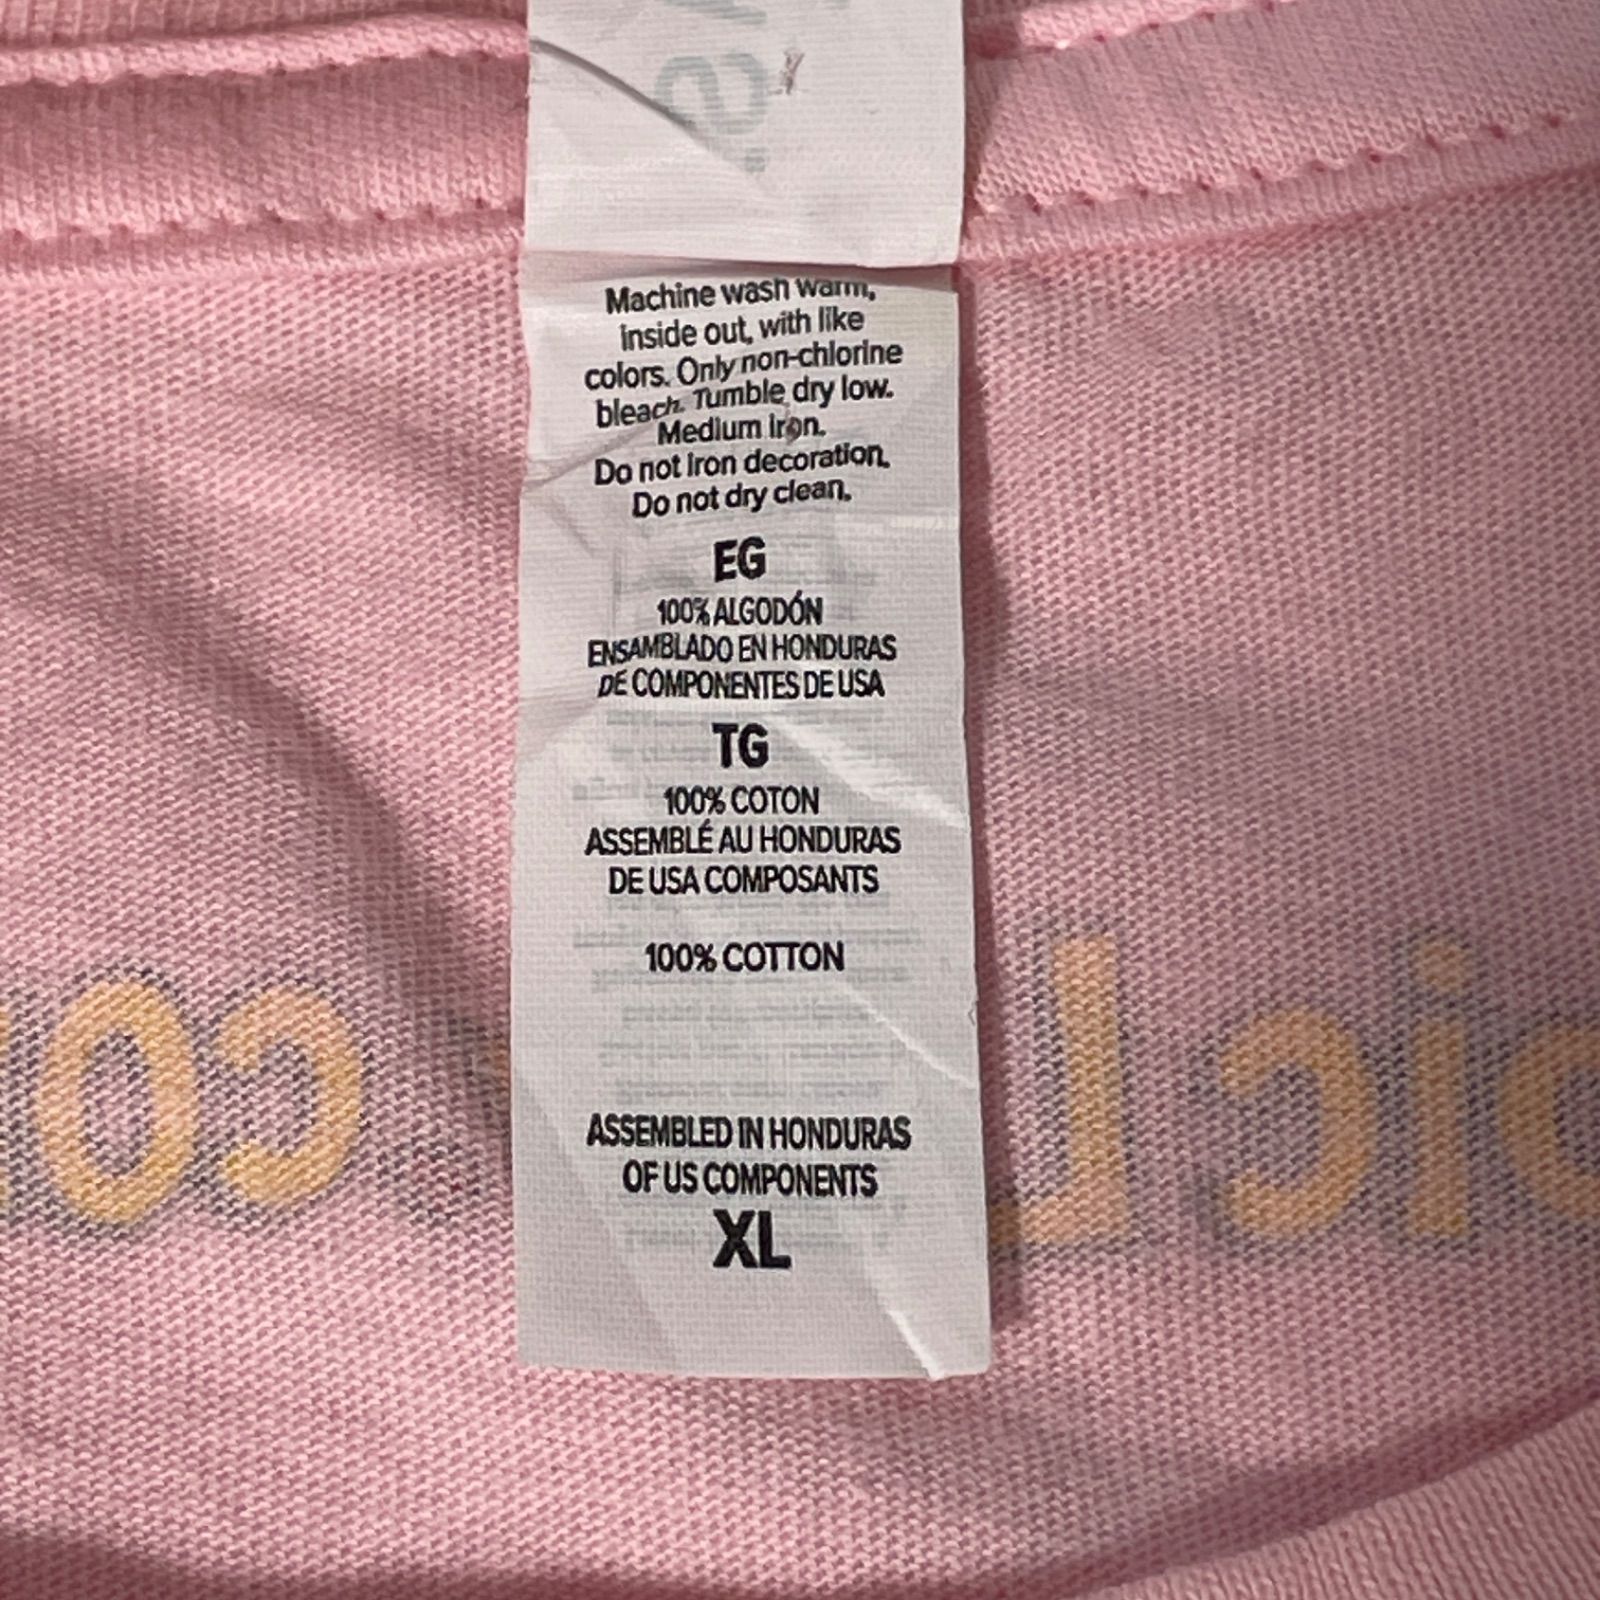 Machine wash warm,
inside out, with like
colors. Only non-chlorine
bleach. Tumble dry low.
Medium iron.
Do not iron decoration.
Do not dry clean.
EG
100% ALGODÓN
ENSAMBLADO EN HONDURAS
DE COMPONENTES DE USA
TG
100% COTON
ASSEMBLÉ AU HONDURAS
DE USA COMPOSANTS
100% COTTON
ASSEMBLED IN HONDURAS
OF US COMPONENTS
XL